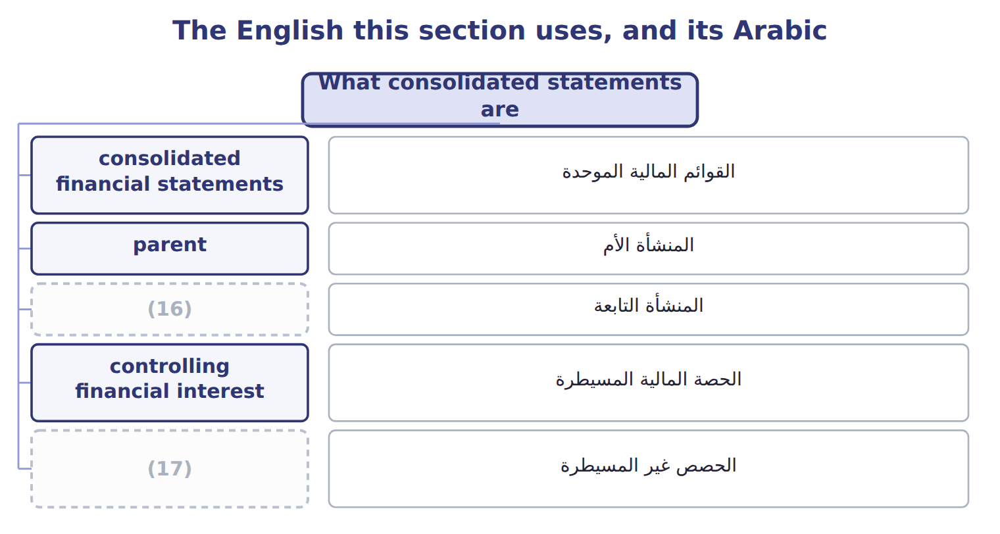 The English this section uses, and its Arabic
What consolidated statements
are
consolidated
financial statements
القوائم المالية الموحدة
parent
المنشأة الأم
(16)
المنشأة التابعة
controlling
financial interest
الحصة المالية المسيطرة
(17)
الحصص غير المسيطرة